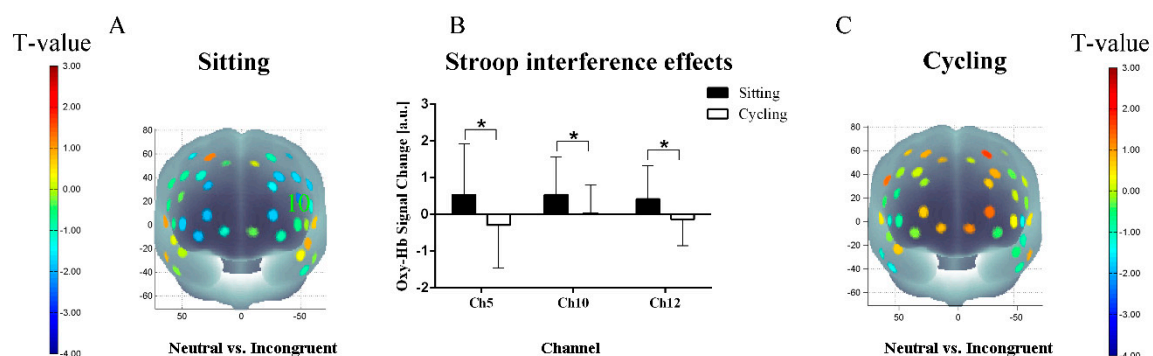 A
B
C
T-value
Sitting
Stroop interference effects
Cycling
T-value
3.00
2.00
1.00
0.00
-1.00
-2.00
-3.00
-4.00
80
60
40
20
0
-20
-40
-60
50
0
-50
10
Neutral vs. Incongruent
Oxy-Hb Signal Change [a.u.]
3
2
1
0
-1
-2
Sitting
Cycling
*
*
*
Ch5
Ch10
Ch12
Channel
80
60
40
20
0
-20
-40
-60
50
0
-50
Neutral vs. Incongruent
3.00
2.00
1.00
0.00
-1.00
-2.00
-3.00
-4.00